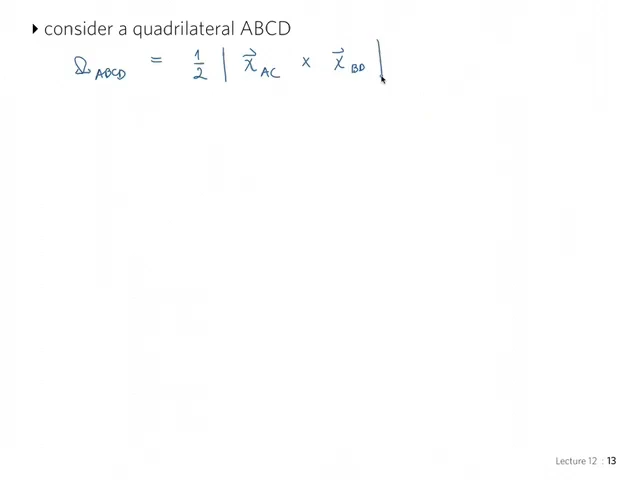 ▸ consider a quadrilateral ABCD
Ω_ABCD = 1/2 | x⃗_AC × x⃗_BD |
Lecture 12 : 13